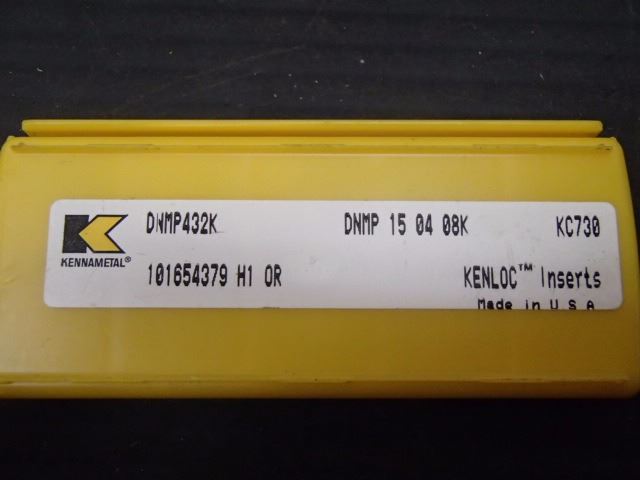 DNMP432K DNMP 15 04 08K KC730
KENNAMETAL®
101654379 H1 OR KENLOC™ Inserts
Made in U.S.A